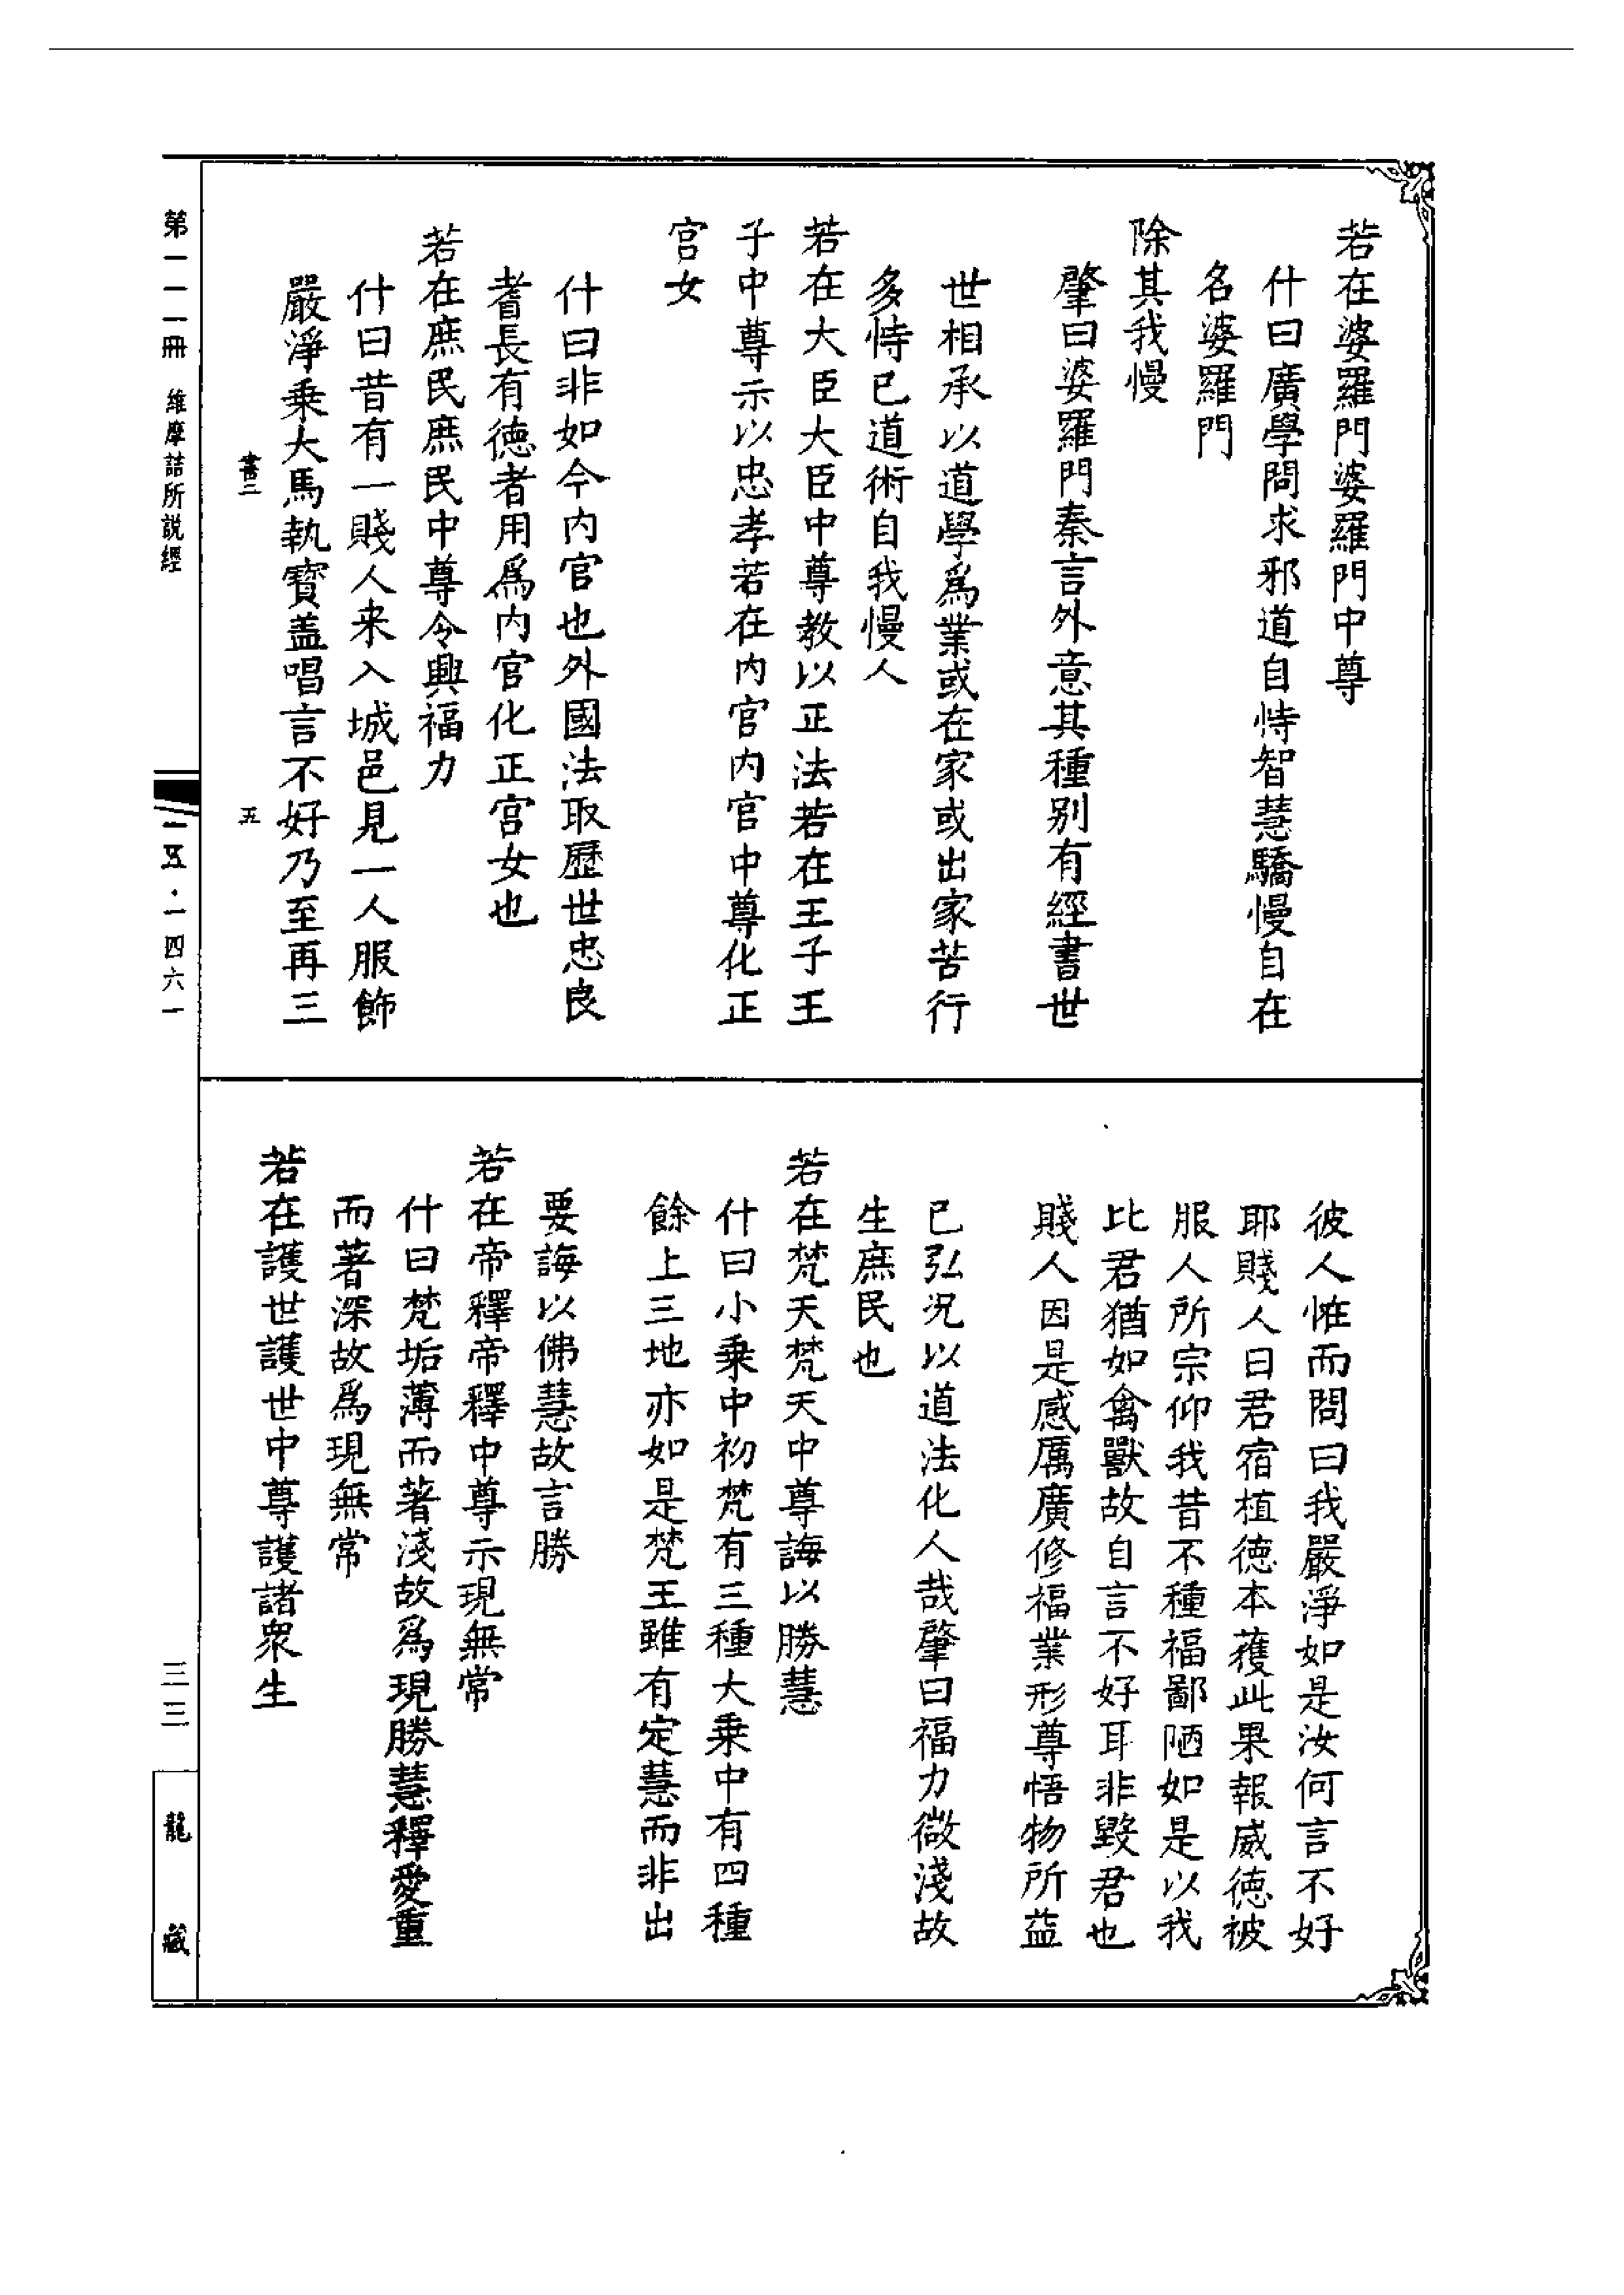 若在婆羅門婆羅門中尊
什曰廣學問求邪道自恃智慧驕慢自在
名婆羅門
除其我慢
肇曰婆羅門秦言外意其種別有經書世
世相承以道學爲業或在家或出家苦行
多恃已道術自我慢人
若在大臣大臣中尊教以正法若在王子王
子中尊示以忠孝若在内官内官中尊化正
宫女
什曰非如今内官也外國法取歷世忠良
耆長有德者用爲内官化正宫女也
若在庶民庶民中尊令興福力
什曰昔有一賤人来入城邑見一人服飾
嚴淨乗大馬執寶盖唱言不好乃至再三
彼人惟而問曰我嚴淨如是汝何言不好
耶賤人曰君宿植德本蒦此果報威德被
服人所宗仰我昔不種福鄙陋如是以我
比君猶如禽獸故自言不好耳非毀君也
賤人因是感厲廣修福業形尊悟物所益
已弘况以道法化人哉肇曰福力微淺故
生庶民也
若在梵天梵天中尊誨以勝慧
什曰小乗中初梵有三種大乗中有四種
餘上三地亦如是梵王雖有定慧而非出
要誨以佛慧故言勝
若在帝釋帝釋中尊示現無常
什曰梵垢薄而著淺故爲現勝慧釋愛重
而著深故爲現無常
若在護世護世中尊護諸衆生
第一一一冊
維摩詰所説經
書二
五
一五·一四六一
三三
龍藏